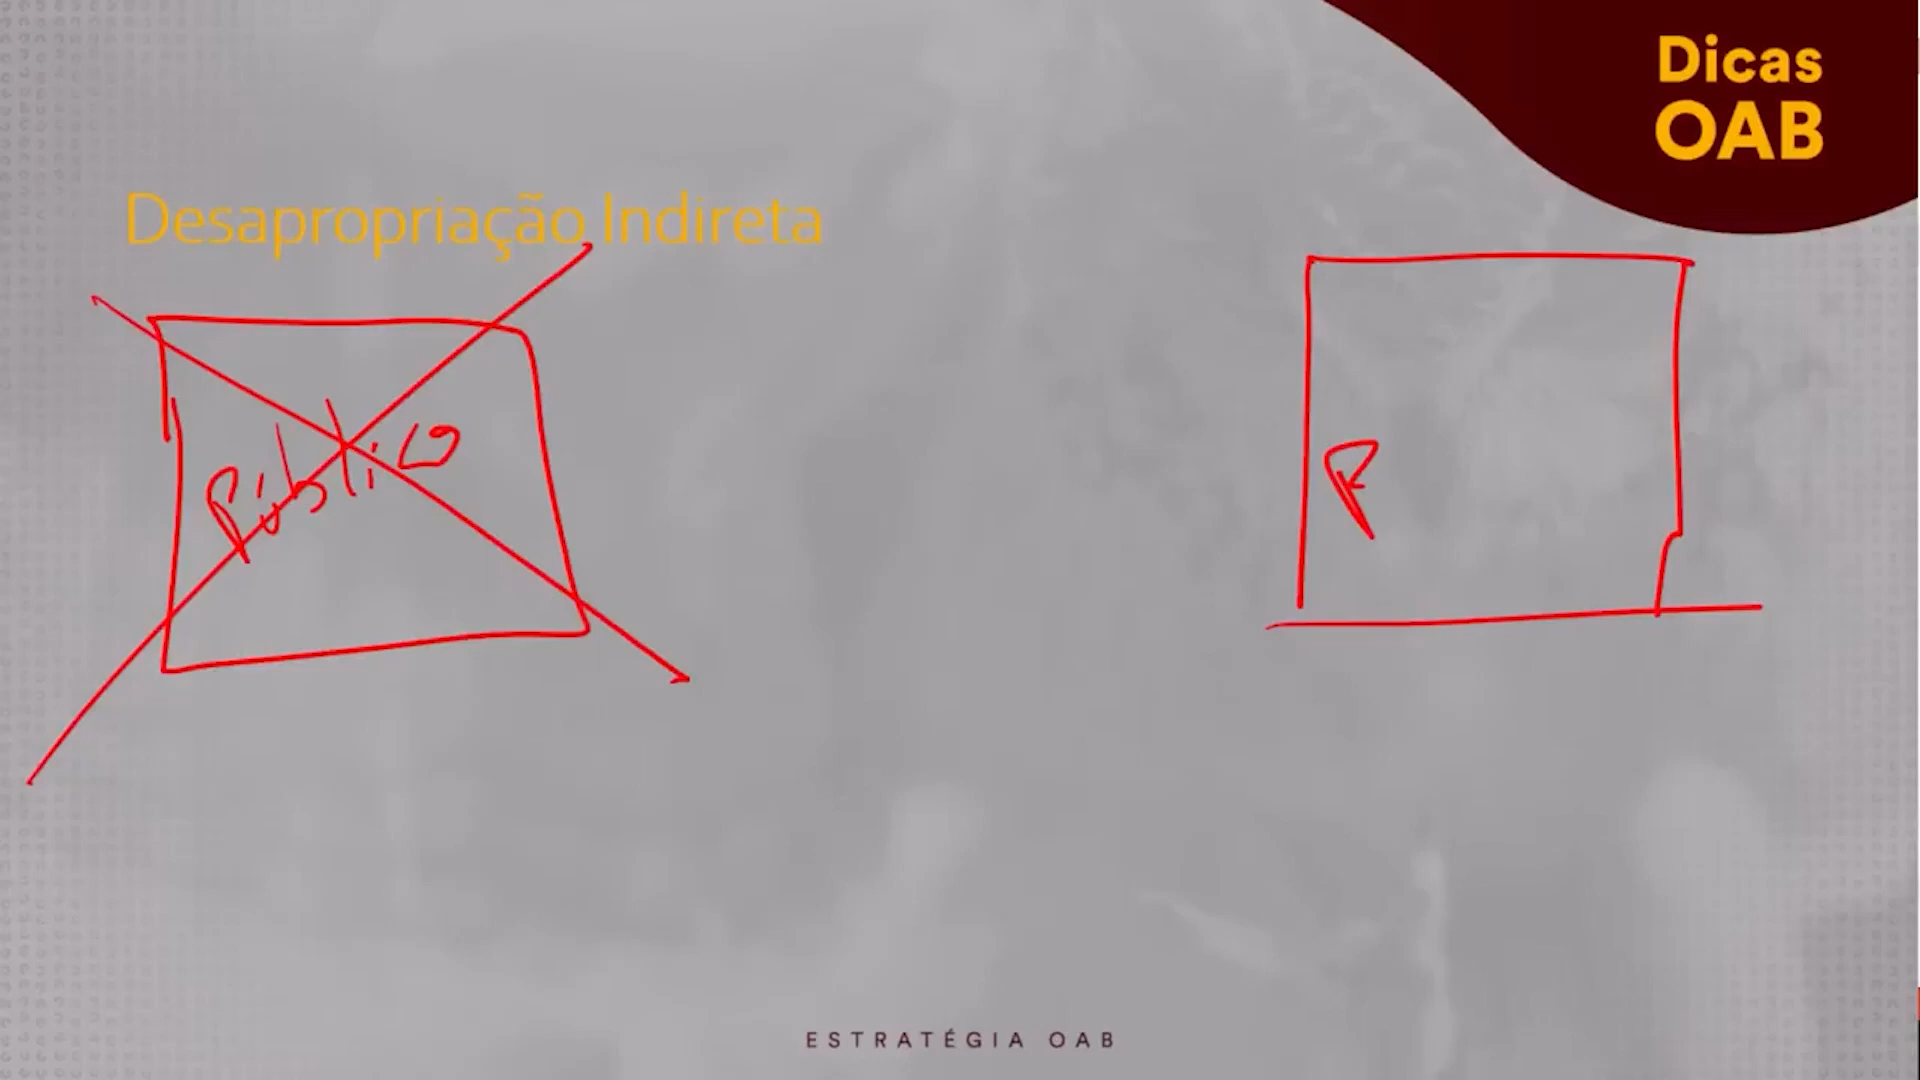 Dicas
OAB
Desapropriação Indireta
Público
P
ESTRATÉGIA OAB